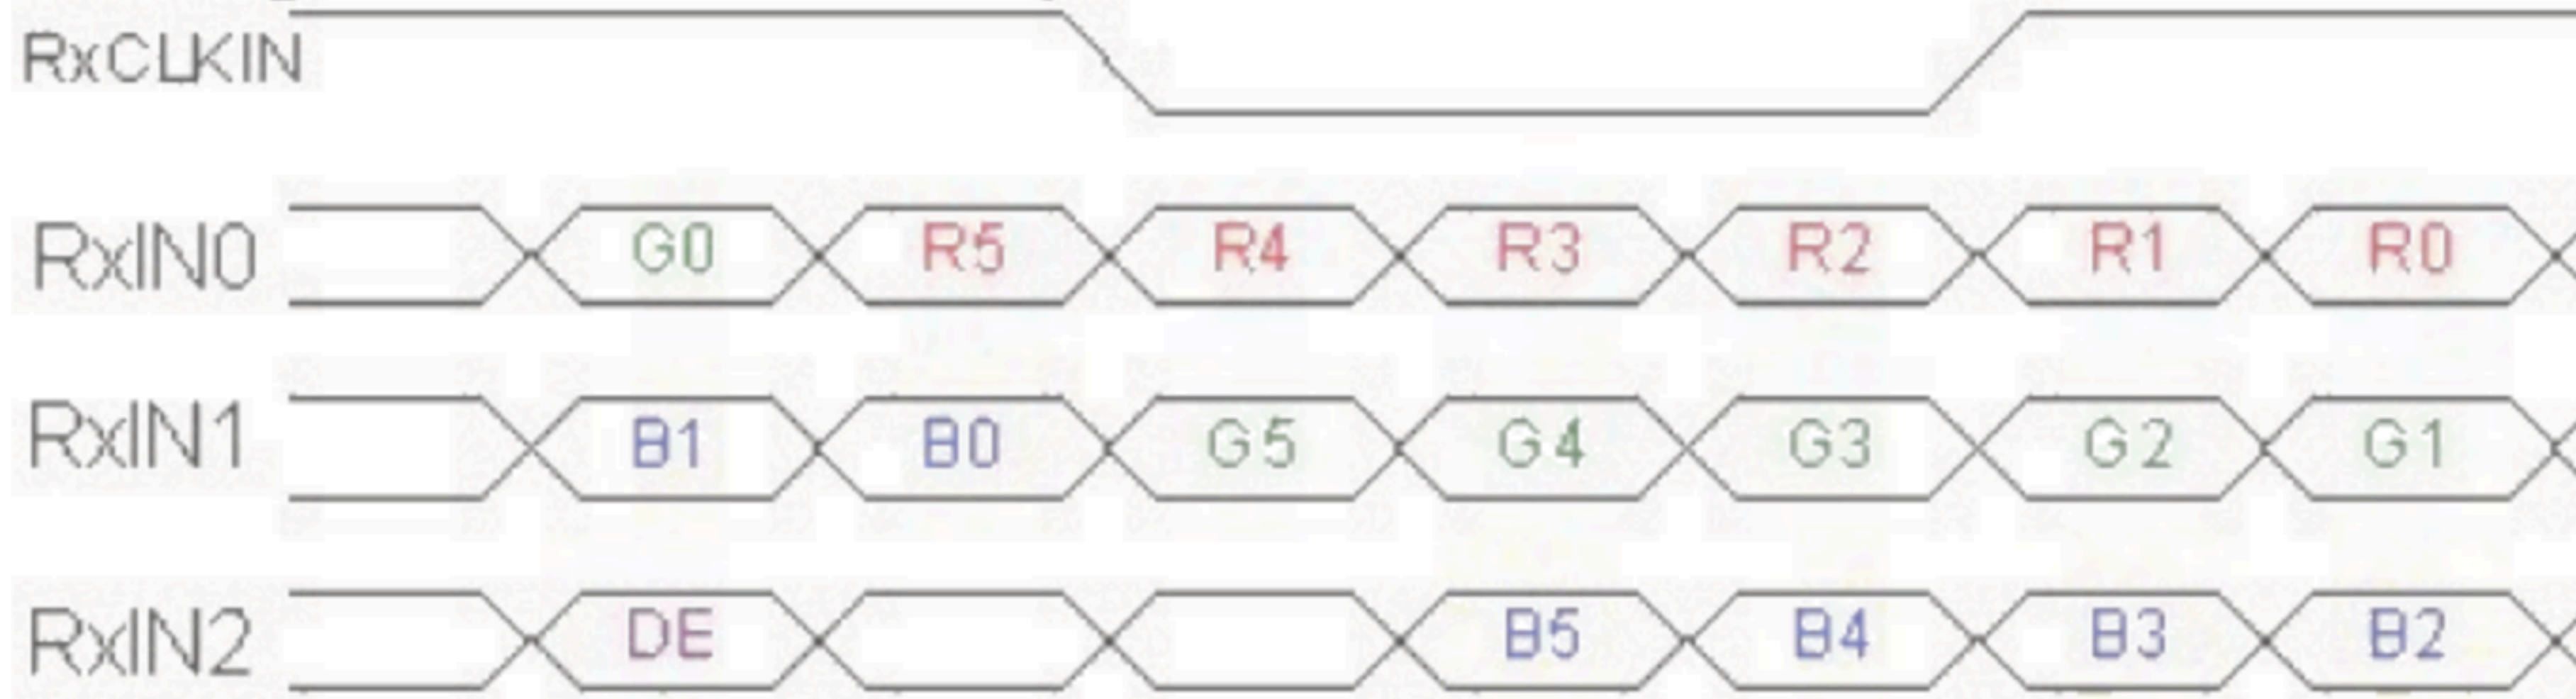 RxCLKIN
RxIN0 G0 R5 R4 R3 R2 R1 R0
RxIN1 B1 B0 G5 G4 G3 G2 G1
RxIN2 DE B5 B4 B3 B2